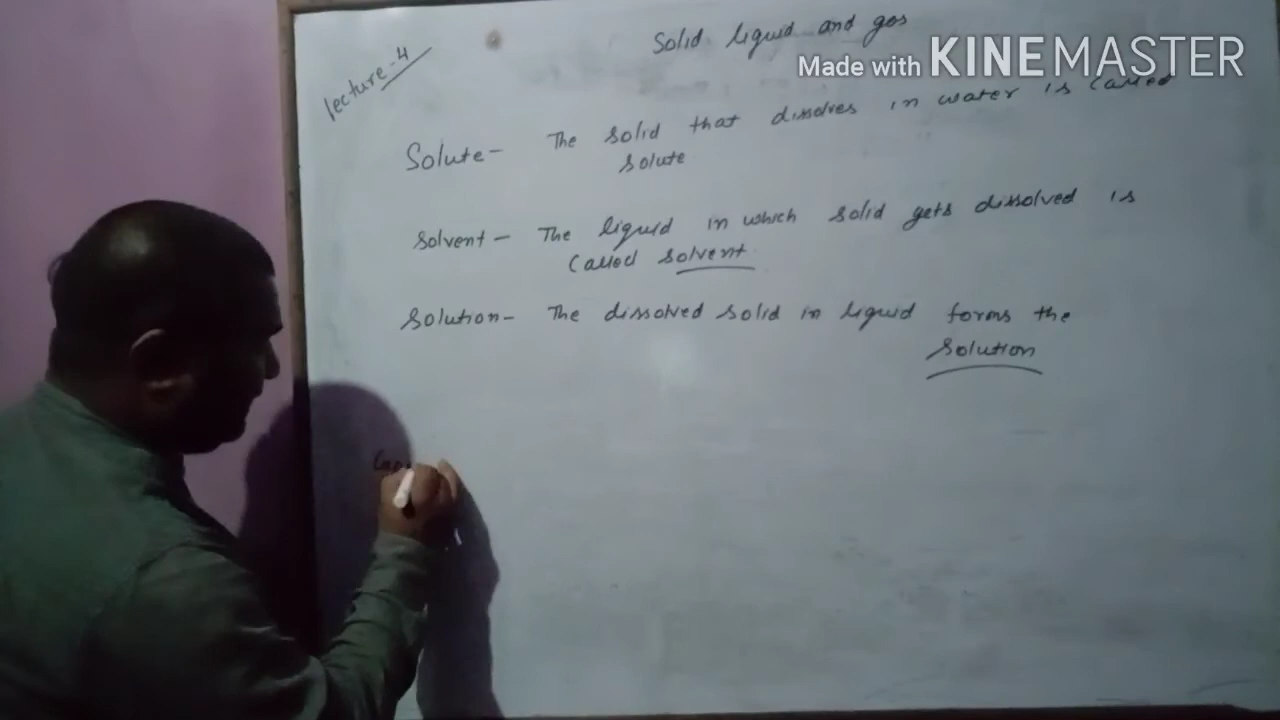 Solid liquid and gas
Made with KINEMASTER
lecture-4
Solute- The solid that dissolves in water is called
solute
Solvent- The liquid in which solid gets dissolved is
called solvent
Solution- The dissolved solid in liquid forms the
Solution